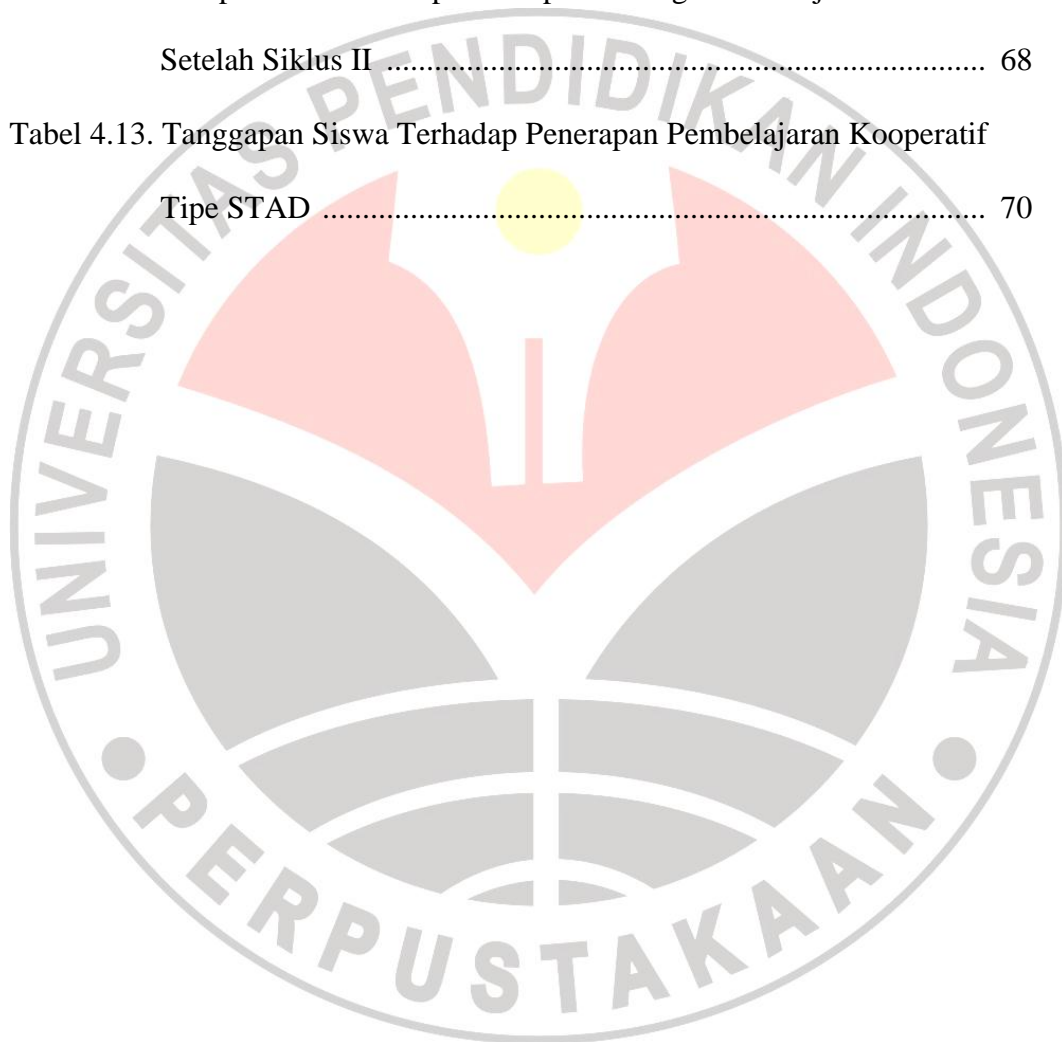 Setelah Siklus II ............................................................................................ 68
Tabel 4.13. Tanggapan Siswa Terhadap Penerapan Pembelajaran Kooperatif
Tipe STAD ...................................................................................................... 70
UNIVERSITAS PENDIDIKAN INDONESIA
PERPUSTAKAAN